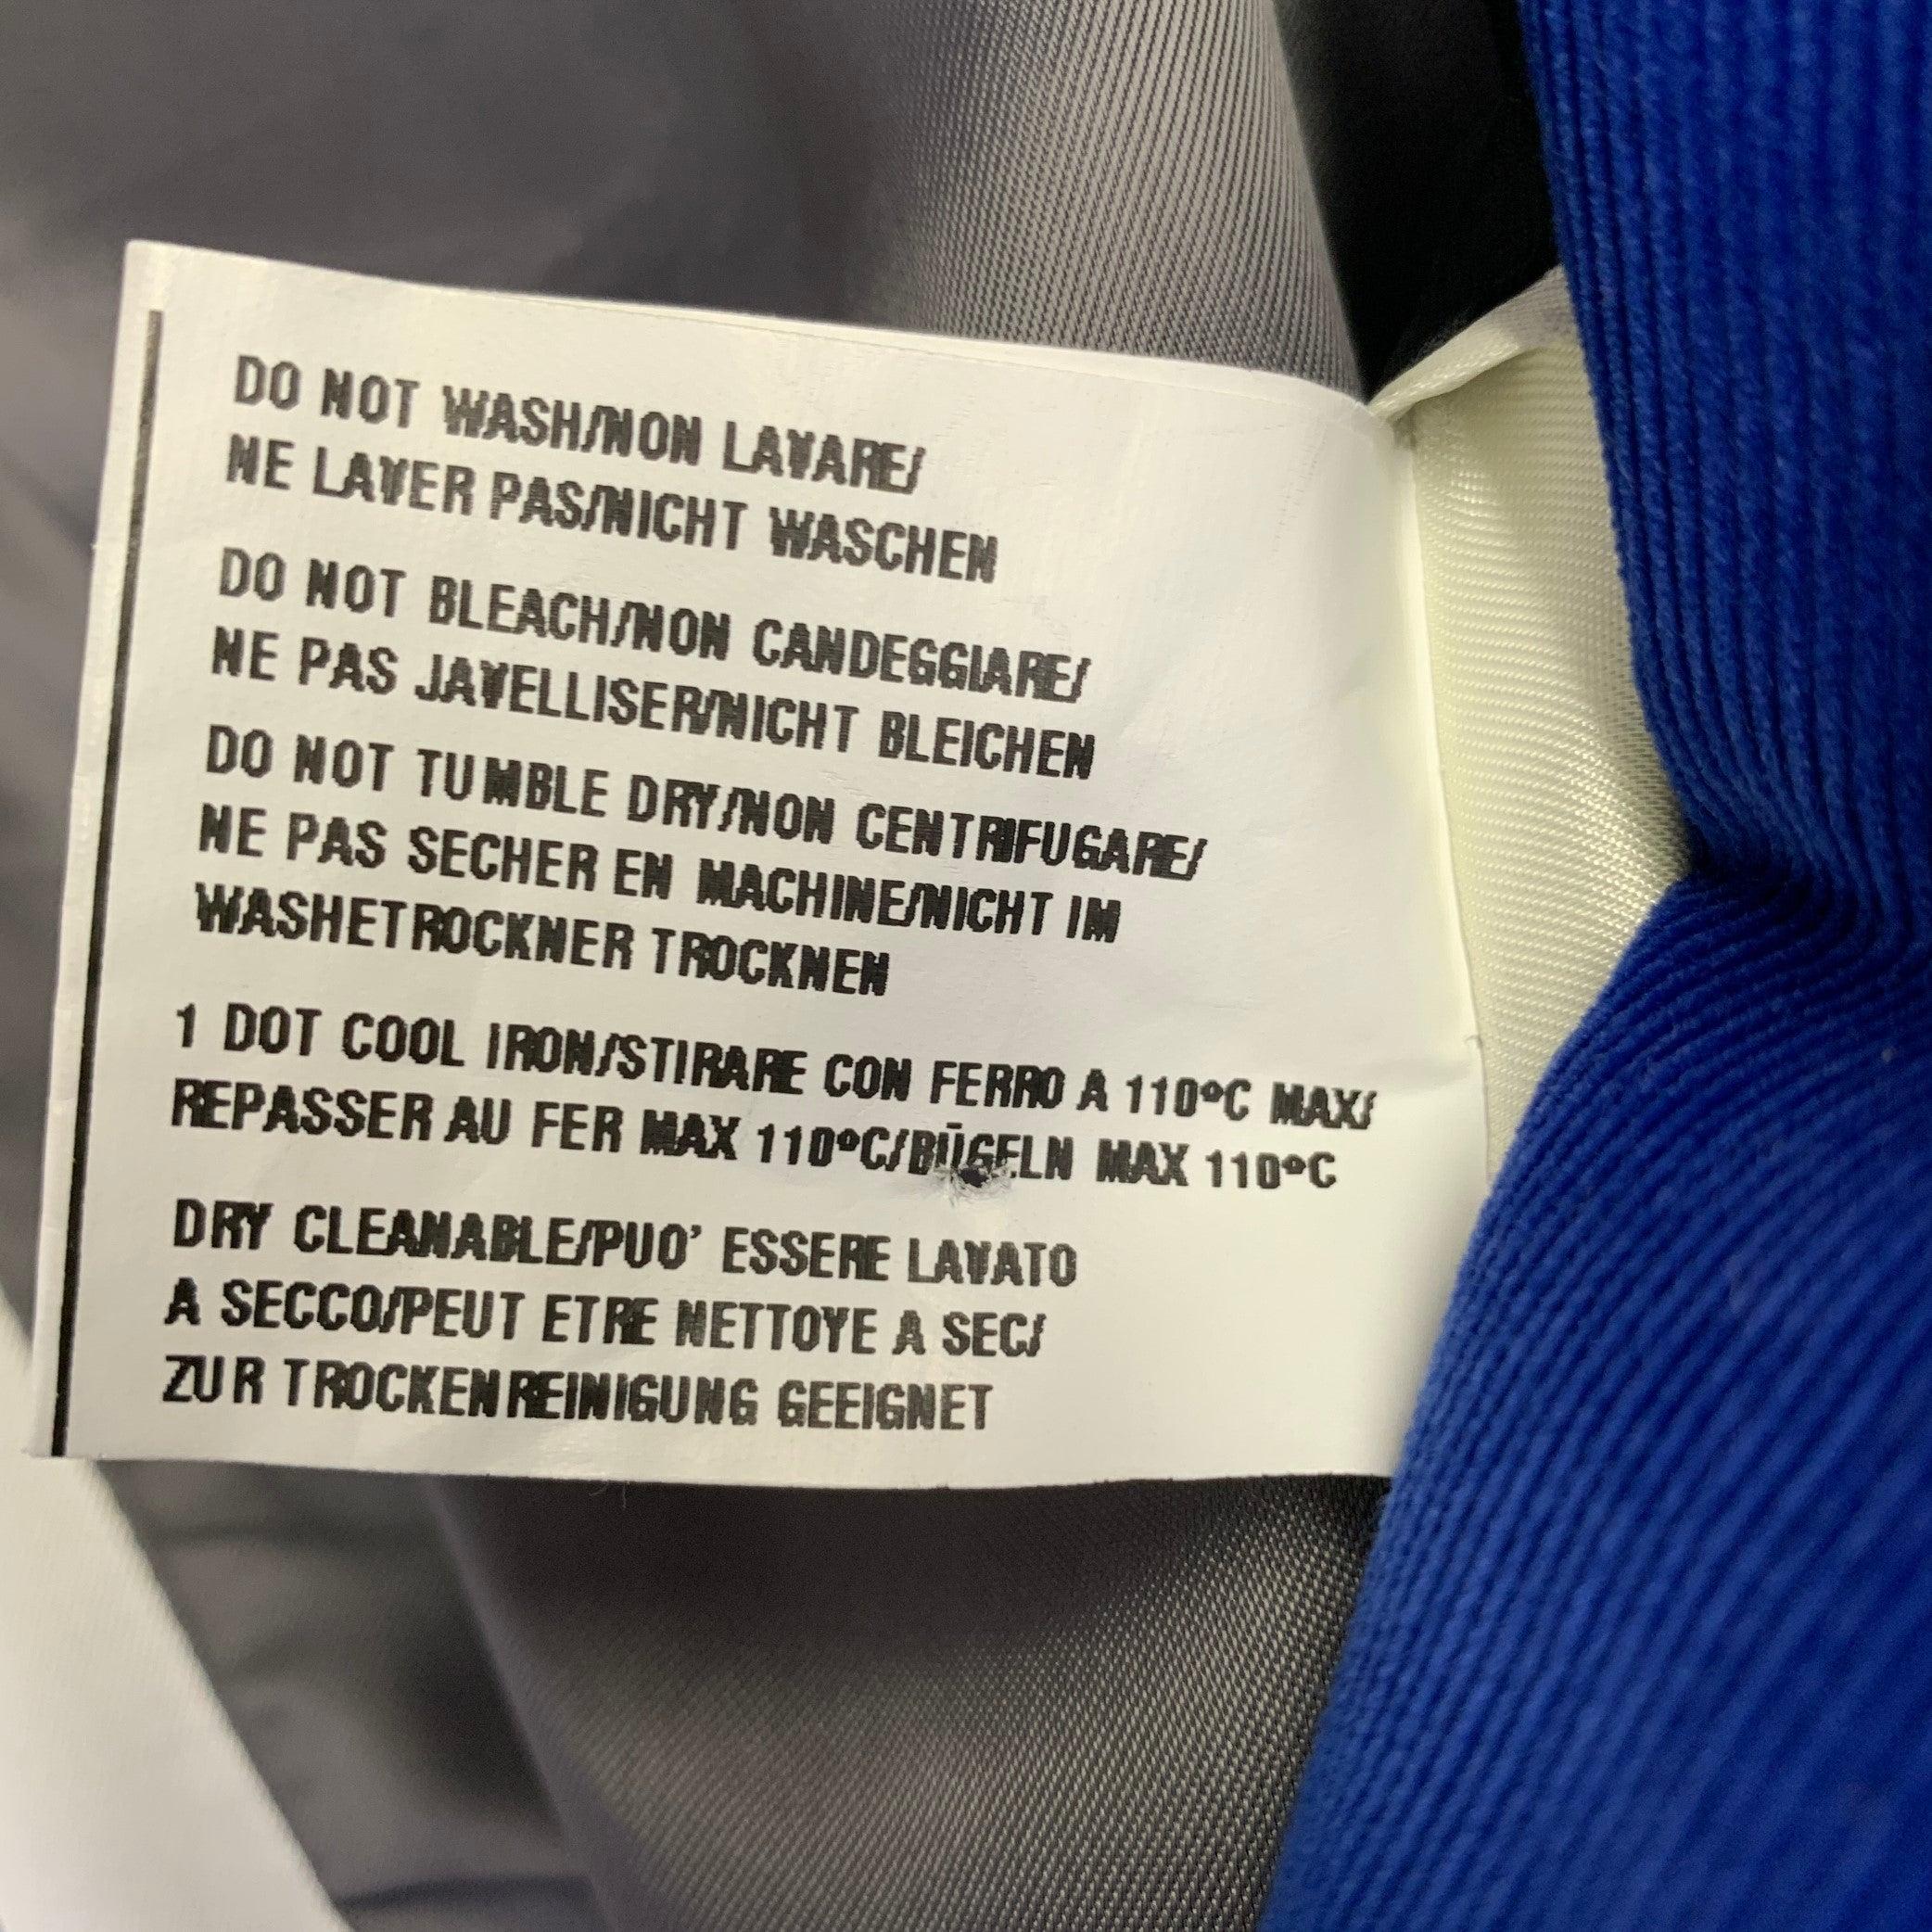 DO NOT WASH/NON LAVARE/
NE LAVER PAS/NICHT WASCHEN
DO NOT BLEACH/NON CANDEGGIARE/
NE PAS JAVELLISER/NICHT BLEICHEN
DO NOT TUMBLE DRY/NON CENTRIFUGARE/
NE PAS SECHER EN MACHINE/NICHT IM
WASHETROCKNER TROCKNEN
1 DOT COOL IRON/STIRARE CON FERRO A 110°C MAX/
REPASSER AU FER MAX 110°C/BÜGELN MAX 110°C
DRY CLEANABLE/PUO' ESSERE LAVATO
A SECCO/PEUT ETRE NETTOYE A SEC/
ZUR TROCKENREINIGUNG GEEIGNET